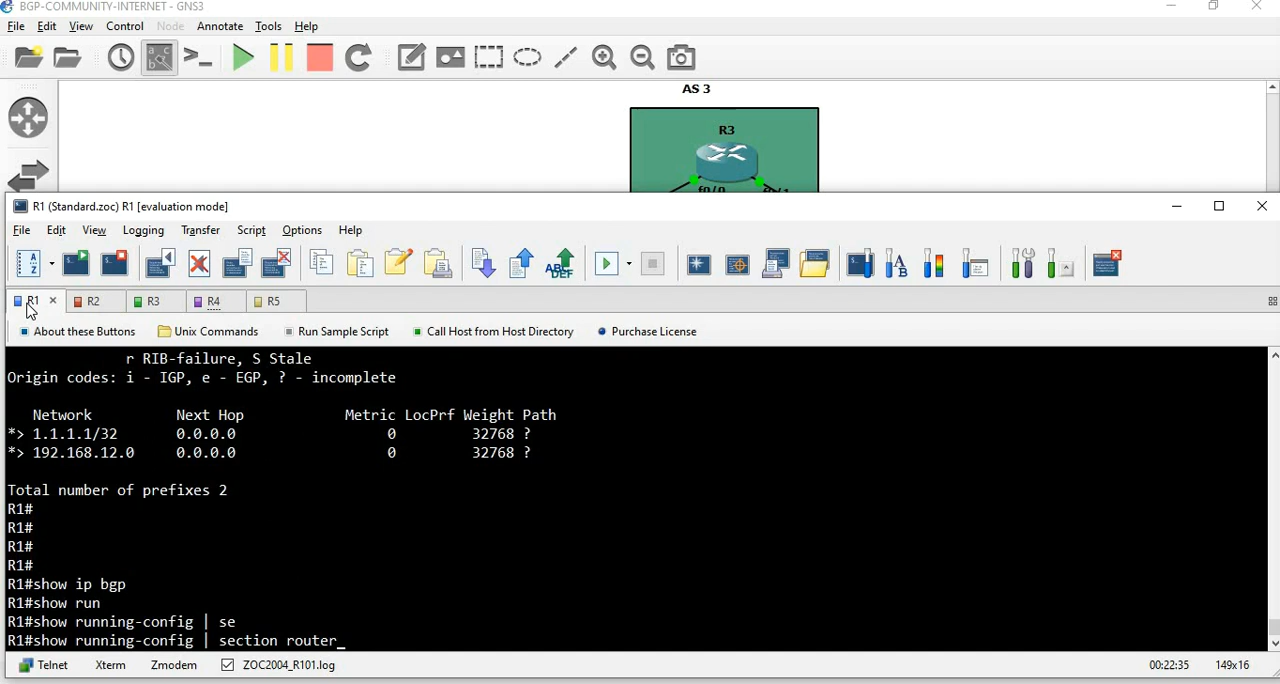 BGP-COMMUNITY-INTERNET - GNS3
File Edit View Control Node Annotate Tools Help
AS 3
R3
R1 (Standard.zoc) R1 [evaluation mode]
File Edit View Logging Transfer Script Options Help
R1 R2 R3 R4 R5
About these Buttons Unix Commands Run Sample Script Call Host from Host Directory Purchase License
r RIB-failure, S Stale
Origin codes: i - IGP, e - EGP, ? - incomplete
Network Next Hop Metric LocPrf Weight Path
*> 1.1.1.1/32 0.0.0.0 0 32768 ?
*> 192.168.12.0 0.0.0.0 0 32768 ?
Total number of prefixes 2
R1#
R1#
R1#
R1#
R1#show ip bgp
R1#show run
R1#show running-config | se
R1#show running-config | section router_
Telnet Xterm Zmodem ZOC2004_R101.log 00:22:35 149x16